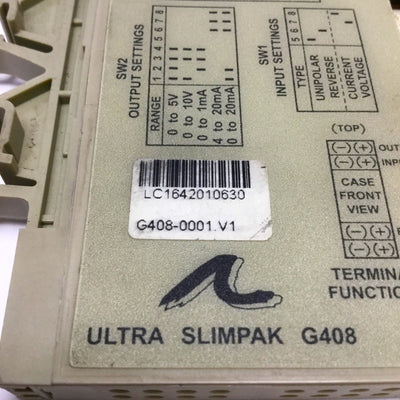 SW2
OUTPUT SETTINGS
RANGE 1 2 3 4 5 6 7 8
0 to 5V
0 to 10V
0 to 1mA
4 to 20mA
0 to 20mA
SW1
INPUT SETTINGS
TYPE 5 6 7 8
UNIPOLAR
REVERSE
CURRENT
VOLTAGE
(TOP)
(-)(+) OUT
(-)(+) INP
CASE
FRONT
VIEW
(-)(+)
(-)(+)
TERMINA
FUNCTIO
LC1642010630
G408-0001.V1
ULTRA SLIMPAK G408